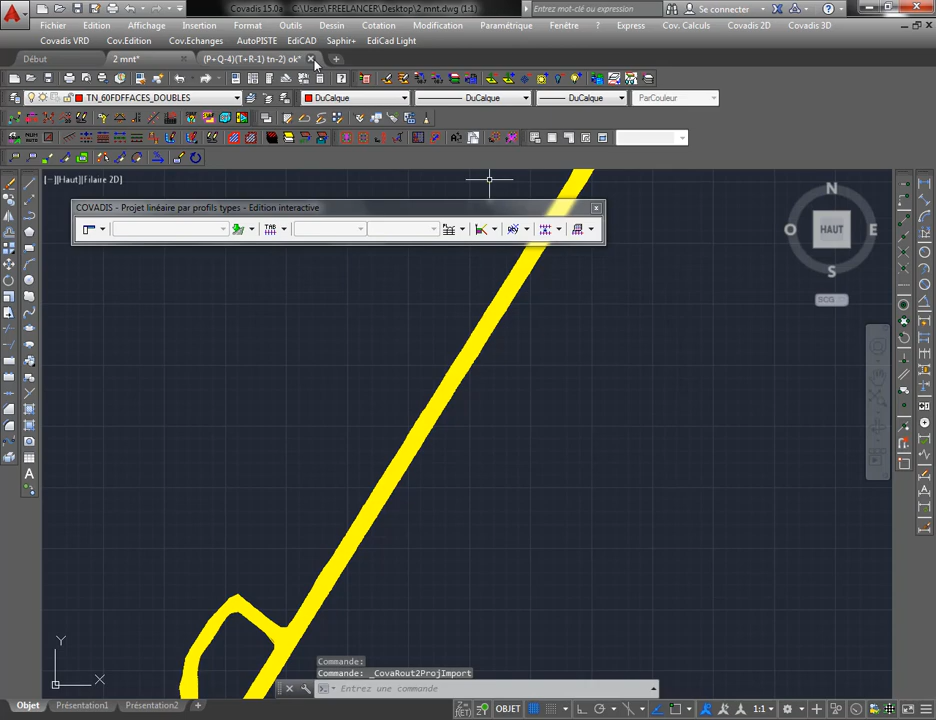 Covadis 15.0a    C:\Users\FREELANCER\Desktop\ 2 mnt.dwg (1:1)
Entrez mot-clé ou expression
Se connecter
Fichier Edition Affichage Insertion Format Outils Dessin Cotation Modification Paramétrique Fenêtre ? Express Cov. Calculs Covadis 2D Covadis 3D
Covadis VRD Cov.Edition Cov.Echanges AutoPISTE EdiCAD Saphir+ EdiCad Light
Début 2 mnt* (P+Q-4)(T+R-1) tn-2) ok*
TN_60FDFFACES_DOUBLES DuCalque DuCalque DuCalque ParCouleur
[−][Haut][Filaire 2D]
COVADIS - Projet linéaire par profils types - Edition interactive
TAB
N
O HAUT E
S
SCG
Y
X
Commande:
Commande: _CovaRout2ProjImport
Entrez une commande
Objet Présentation1 Présentation2
OBJET
1:1